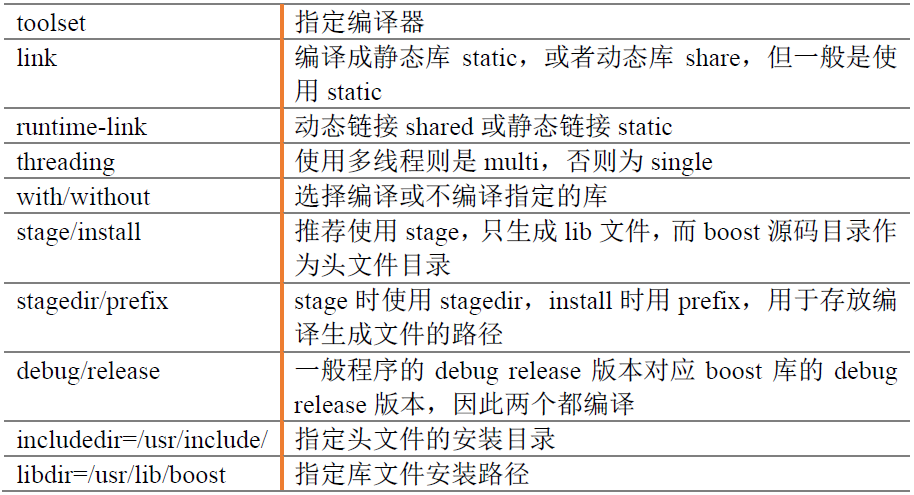 toolset 指定编译器
link 编译成静态库 static，或者动态库 share，但一般是使
用 static
runtime-link 动态链接 shared 或静态链接 static
threading 使用多线程则是 multi，否则为 single
with/without 选择编译或不编译指定的库
stage/install 推荐使用 stage，只生成 lib 文件，而 boost 源码目录作
为头文件目录
stagedir/prefix stage 时使用 stagedir，install 时用 prefix，用于存放编
译生成文件的路径
debug/release 一般程序的 debug release 版本对应 boost 库的 debug
release 版本，因此两个都编译
includedir=/usr/include/ 指定头文件的安装目录
libdir=/usr/lib/boost 指定库文件安装路径